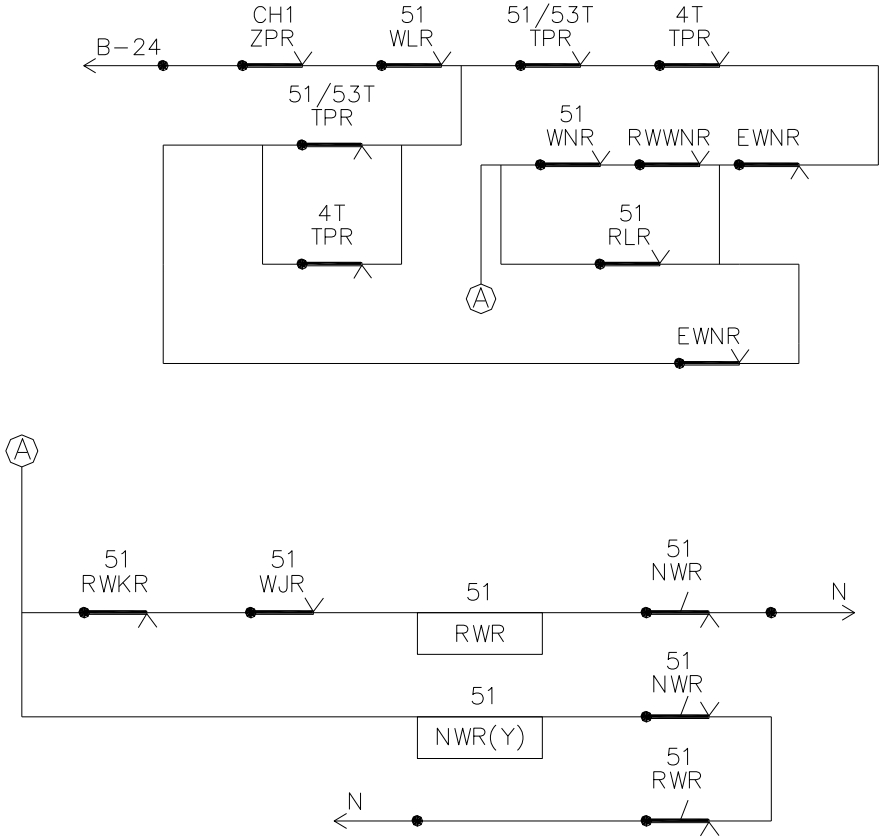 CH1
ZPR
51
WLR
51/53T
TPR
4T
TPR
B-24
51/53T
TPR
51
WNR
RWWNR
EWNR
4T
TPR
51
RLR
A
EWNR
A
51
RWKR
51
WJR
51
RWR
51
NWR
N
51
NWR(Y)
51
NWR
51
RWR
N